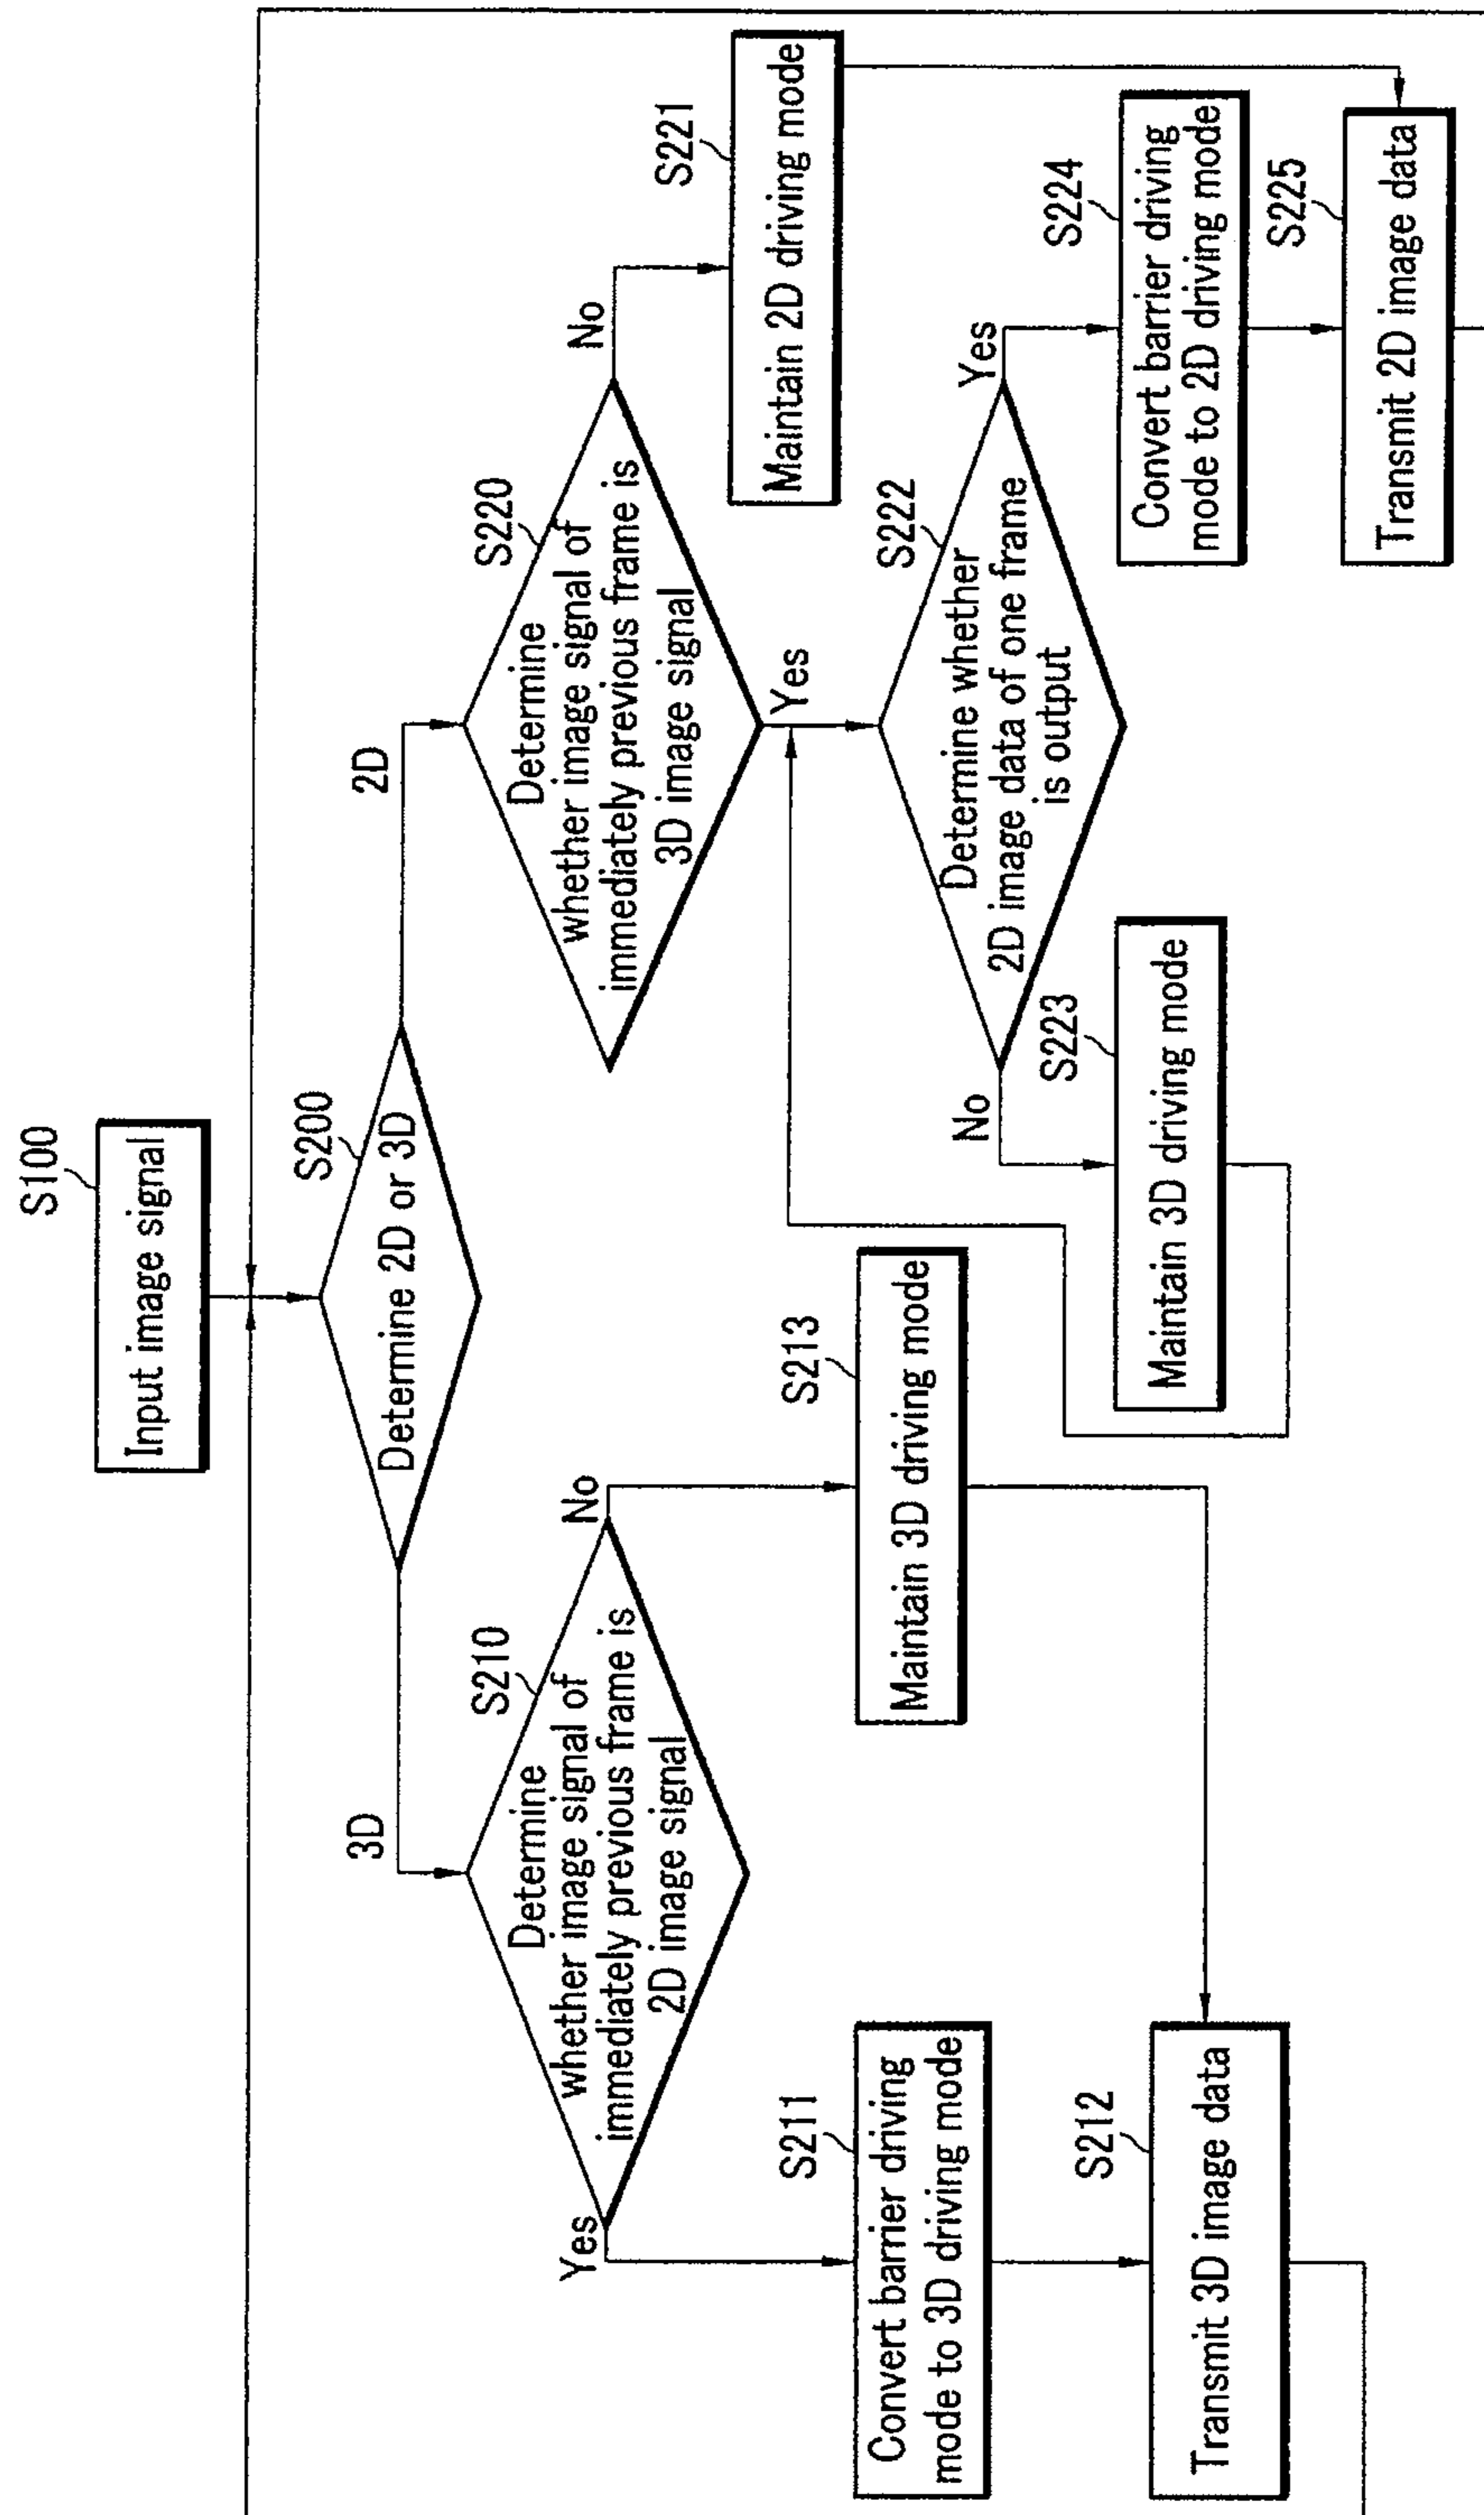 S100
Input image signal
S200
Determine 2D or 3D
3D
2D
S210
Determine
whether image signal of
immediately previous frame is
2D image signal
Yes
No
S211
Convert barrier driving
mode to 3D driving mode
S212
Transmit 3D image data
S213
Maintain 3D driving mode
S220
Determine
whether image signal of
immediately previous frame is
3D image signal
No
Yes
S221
Maintain 2D driving mode
S222
Determine whether
2D image data of one frame
is output
No
Yes
S223
Maintain 3D driving mode
S224
Convert barrier driving
mode to 2D driving mode
S225
Transmit 2D image data